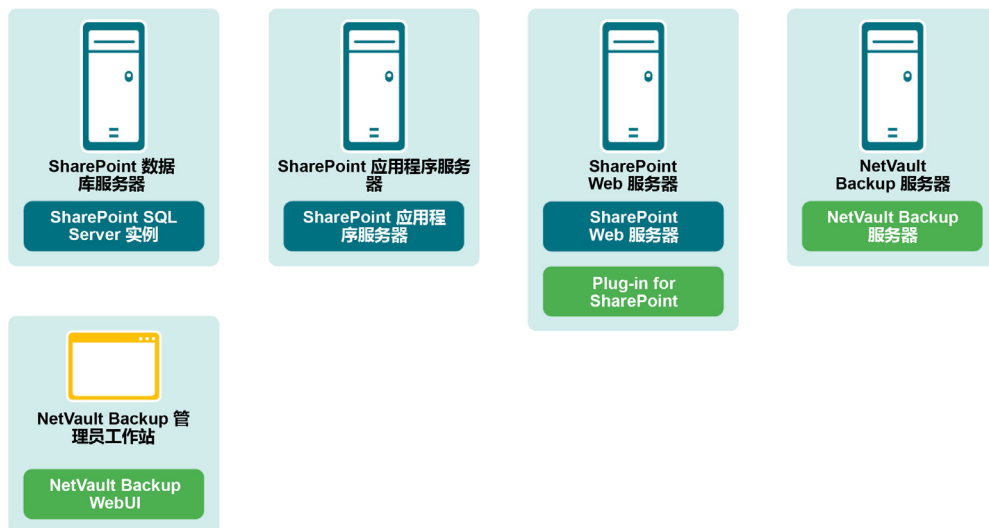 SharePoint 数据
库服务器
SharePoint SQL
Server 实例
SharePoint 应用程序服务
器
SharePoint 应用程
序服务器
SharePoint
Web 服务器
SharePoint
Web 服务器
Plug-in for
SharePoint
NetVault
Backup 服务器
NetVault Backup
服务器
NetVault Backup 管
理员工作站
NetVault Backup
WebUI